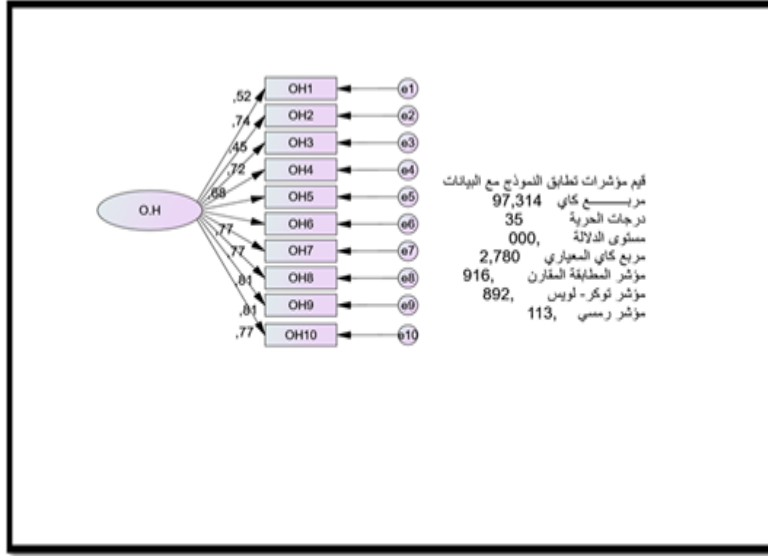 ,52
OH1
e1
,74
OH2
e2
,45
OH3
e3
,72
OH4
e4
,68
OH5
e5
O.H
OH6
e6
,77
OH7
e7
,77
OH8
e8
,81
OH9
e9
,81
,77
OH10
e10
قيم مؤشرات تطابق النموذج مع البيانات
مربـــــــع كاي 97,314
درجات الحرية 35
مستوى الدلالة 000,
مربع كاي المعياري 2,780
مؤشر المطابقة المقارن 916,
مؤشر توكر- لويس 892,
مؤشر رمسي 113,